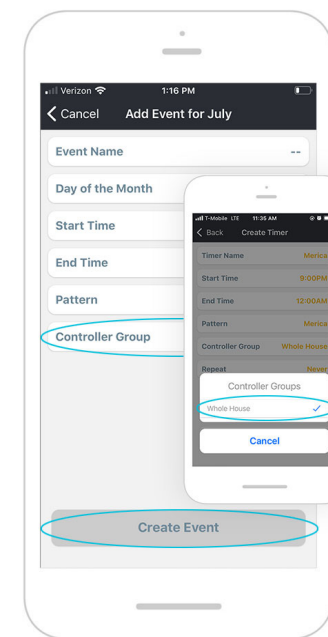 Verizon 1:16 PM
Cancel Add Event for July
Event Name --
Day of the Month
Start Time
End Time
Pattern
Controller Group
Create Event
T-Mobile LTE 11:35 AM
Back Create Timer
Timer Name Merica
Start Time 9:00PM
End Time 12:00AM
Pattern Merica
Controller Group Whole House
Repeat Never
Controller Groups
Whole House
Cancel